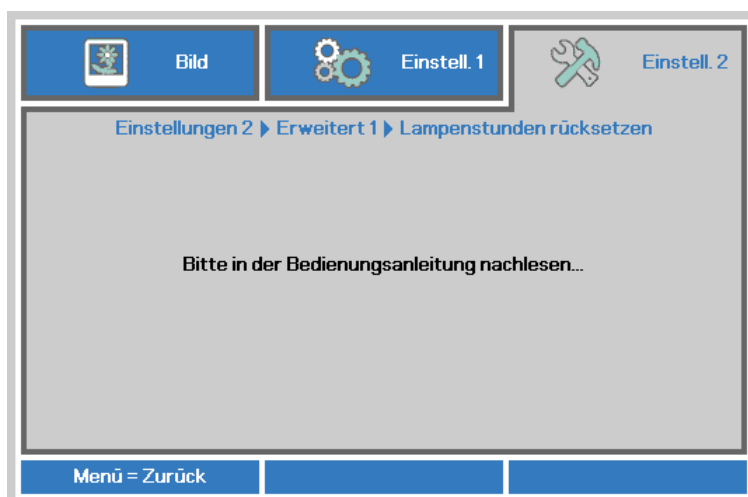 Bild
Einstell. 1
Einstell. 2
Einstellungen 2 ▶ Erweitert 1 ▶ Lampenstunden rücksetzen
Bitte in der Bedienungsanleitung nachlesen...
Menü = Zurück